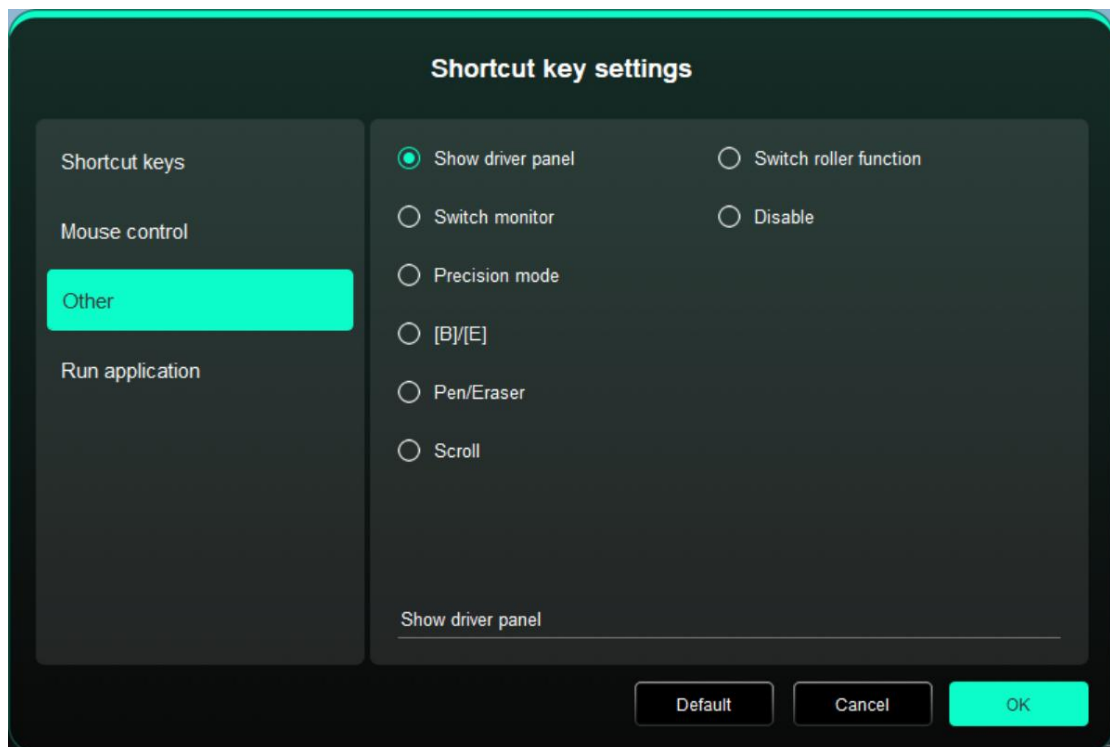 Shortcut key settings
Shortcut keys
Mouse control
Other
Run application
Show driver panel
Switch monitor
Precision mode
[B]/[E]
Pen/Eraser
Scroll
Switch roller function
Disable
Show driver panel
Default
Cancel
OK